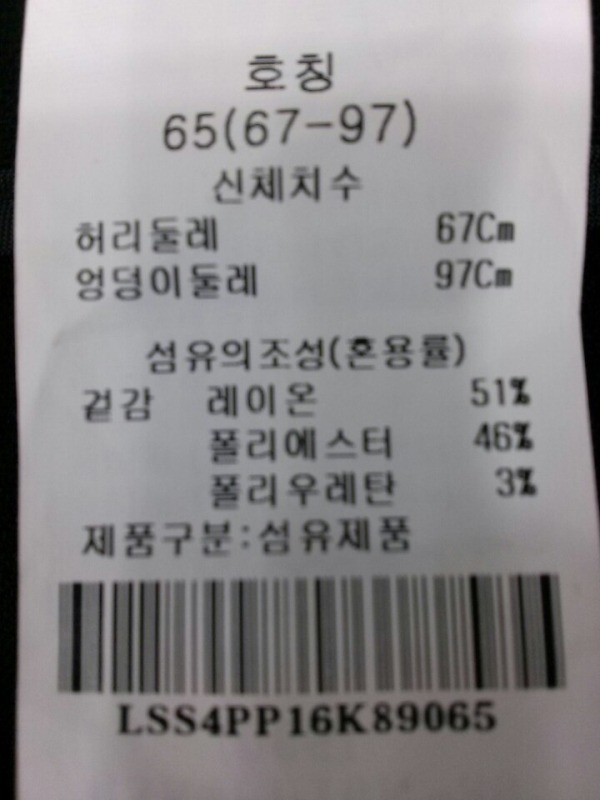 호칭
65(67-97)
신체치수
허리둘레 67Cm
엉덩이둘레 97Cm
섬유의조성(혼용률)
겉감 레이온 51%
폴리에스터 46%
폴리우레탄 3%
제품구분:섬유제품
LSS4PP16K89065